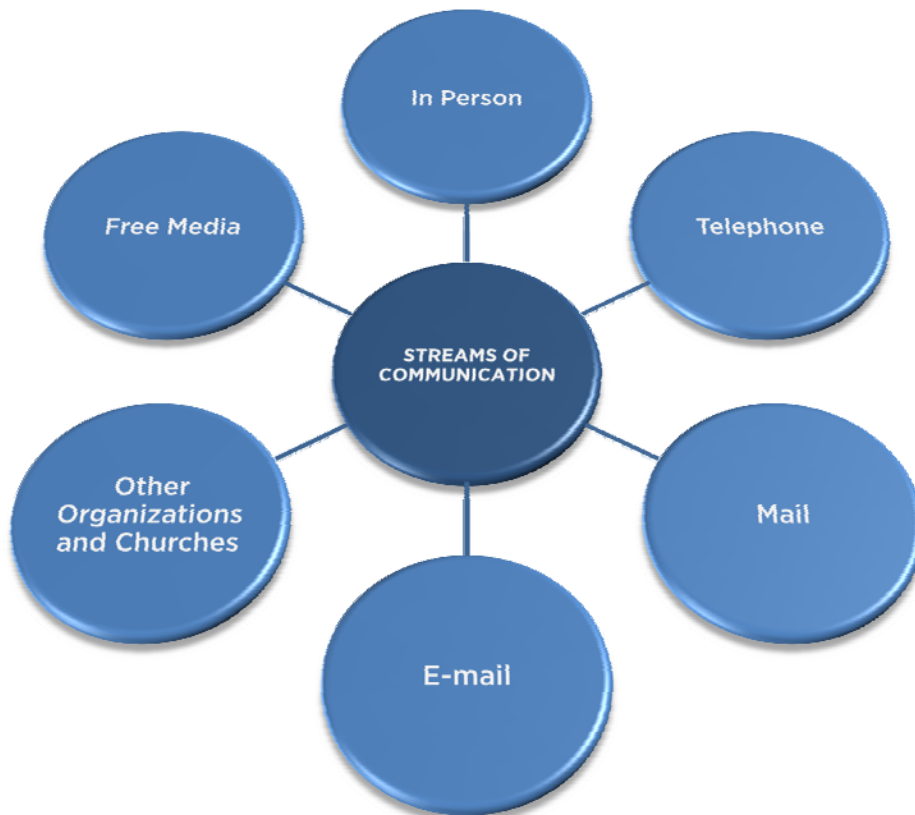 In Person
Free Media
Telephone
STREAMS OF
COMMUNICATION
Other
Organizations
and Churches
Mail
E-mail